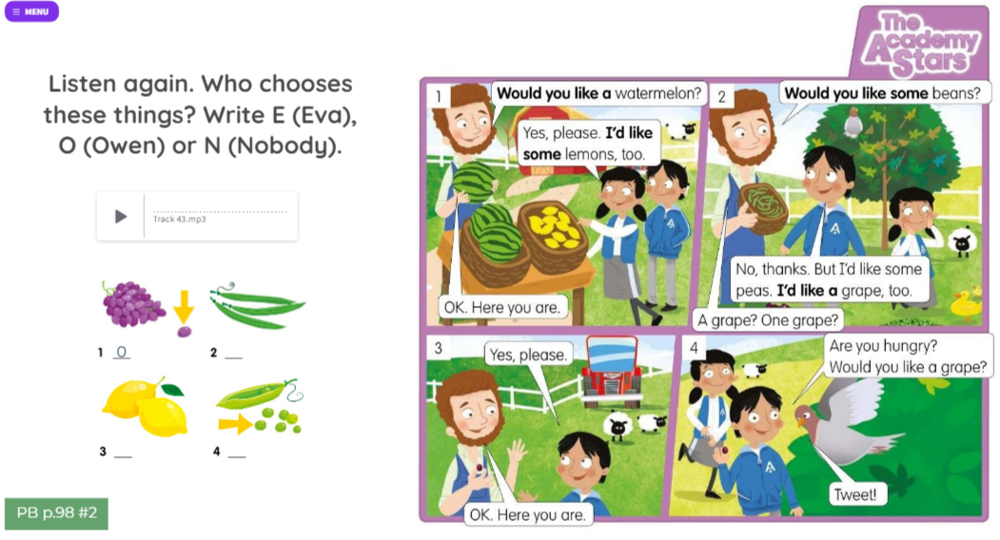 ≡ MENU
Listen again. Who chooses
these things? Write E (Eva),
O (Owen) or N (Nobody).
Track 43.mp3
1 O
2 __
3 __
4 __
PB p.98 #2
The
Academy
Stars
1
Would you like a watermelon?
Yes, please. I'd like
some lemons, too.
OK. Here you are.
2
Would you like some beans?
No, thanks. But I'd like some
peas. I'd like a grape, too.
A grape? One grape?
3
Yes, please.
OK. Here you are.
4
Are you hungry?
Would you like a grape?
Tweet!